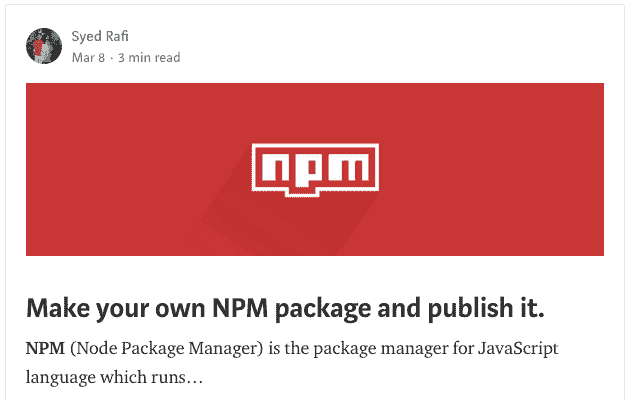 Syed Rafi
Mar 8 · 3 min read
npm
Make your own NPM package and publish it.
NPM (Node Package Manager) is the package manager for JavaScript
language which runs…